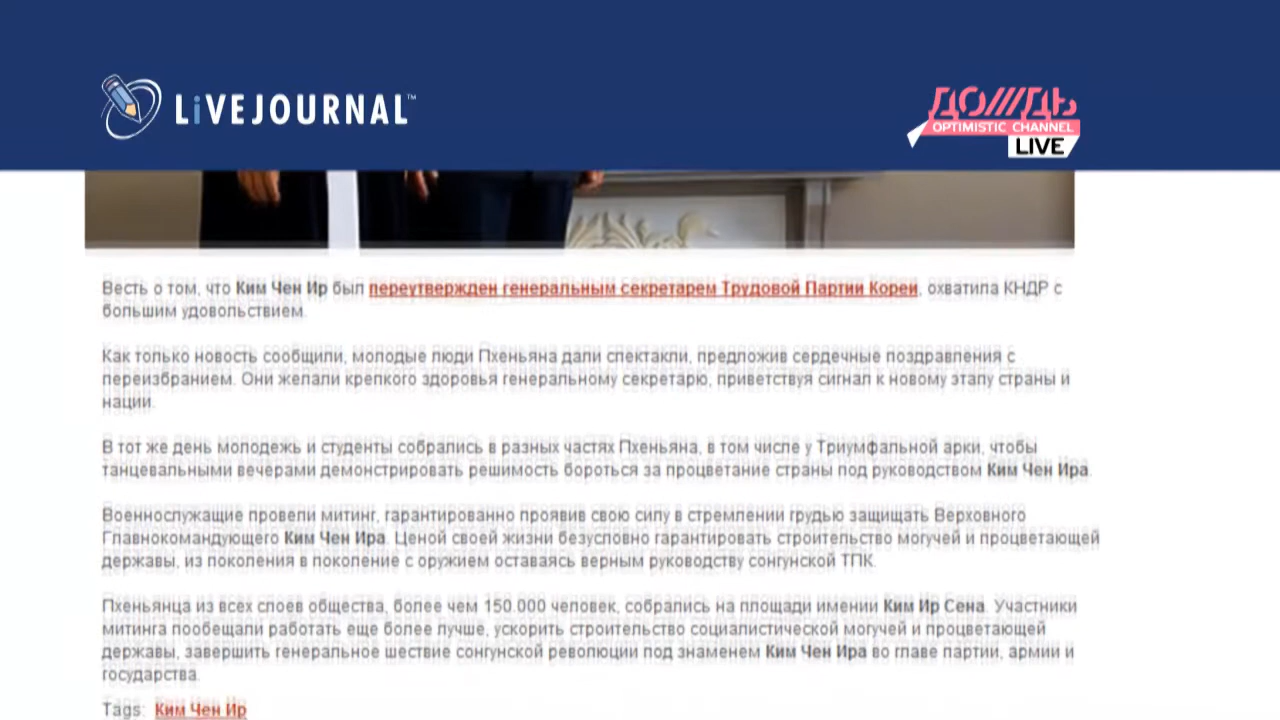 LiVEJOURNAL™
ДОЖДЬ
OPTIMISTIC CHANNEL
LIVE
Весть о том, что Ким Чен Ир был переутвержден генеральным секретарем Трудовой Партии Кореи, охватила КНДР с
большим удовольствием.
Как только новость сообщили, молодые люди Пхеньяна дали спектакли, предложив сердечные поздравления с
переизбранием. Они желали крепкого здоровья генеральному секретарю, приветствуя сигнал к новому этапу страны и
нации.
В тот же день молодежь и студенты собрались в разных частях Пхеньяна, в том числе у Триумфальной арки, чтобы
танцевальными вечерами демонстрировать решимость бороться за процветание страны под руководством Ким Чен Ира.
Военнослужащие провели митинг, гарантированно проявив свою силу в стремлении грудью защищать Верховного
Главнокомандующего Ким Чен Ира. Ценой своей жизни безусловно гарантировать строительство могучей и процветающей
державы, из поколения в поколение с оружием оставаясь верным руководству сонгунской ТПК.
Пхеньянца из всех слоев общества, более чем 150.000 человек, собрались на площади имении Ким Ир Сена. Участники
митинга пообещали работать еще более лучше, ускорить строительство социалистической могучей и процветающей
державы, завершить генеральное шествие сонгунской революции под знаменем Ким Чен Ира во главе партии, армии и
государства.
Tags: Ким Чен Ир